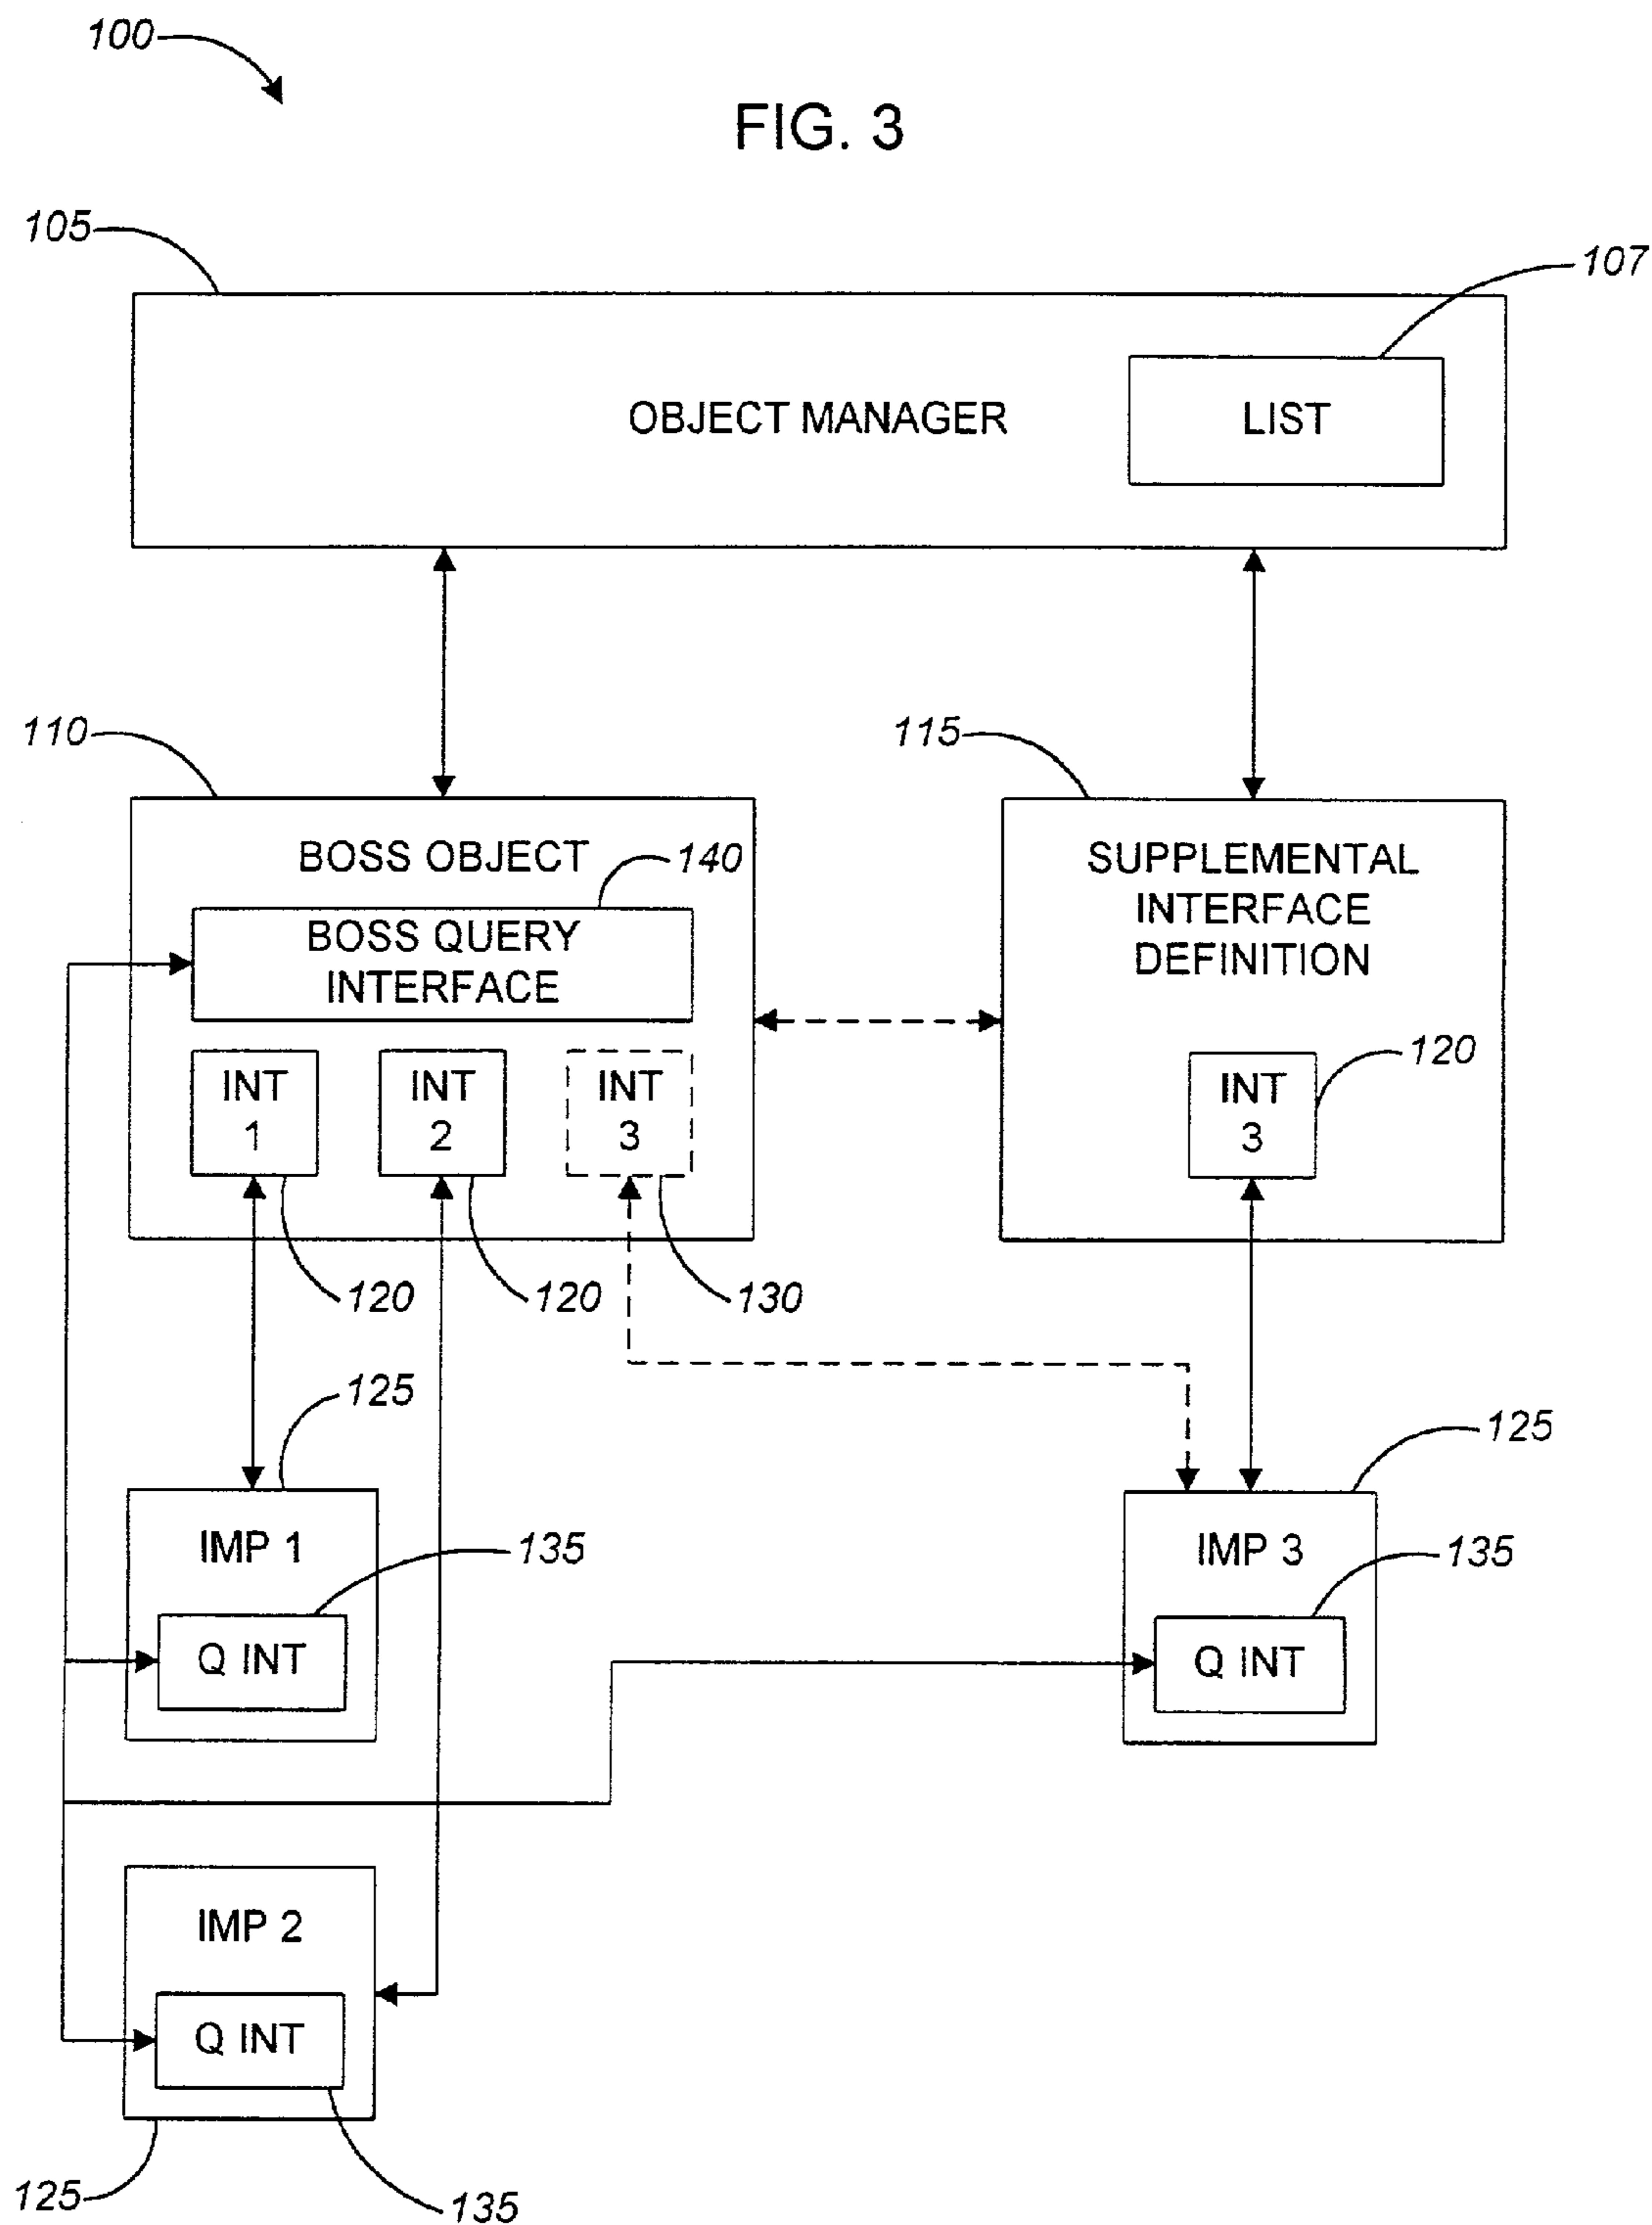 100
FIG. 3
105
107
OBJECT MANAGER
LIST
110
115
BOSS OBJECT
140
BOSS QUERY
INTERFACE
SUPPLEMENTAL
INTERFACE
DEFINITION
INT
1
INT
2
INT
3
INT
3
120
120
120
130
125
125
IMP 1
135
IMP 3
135
Q INT
Q INT
IMP 2
Q INT
125
135